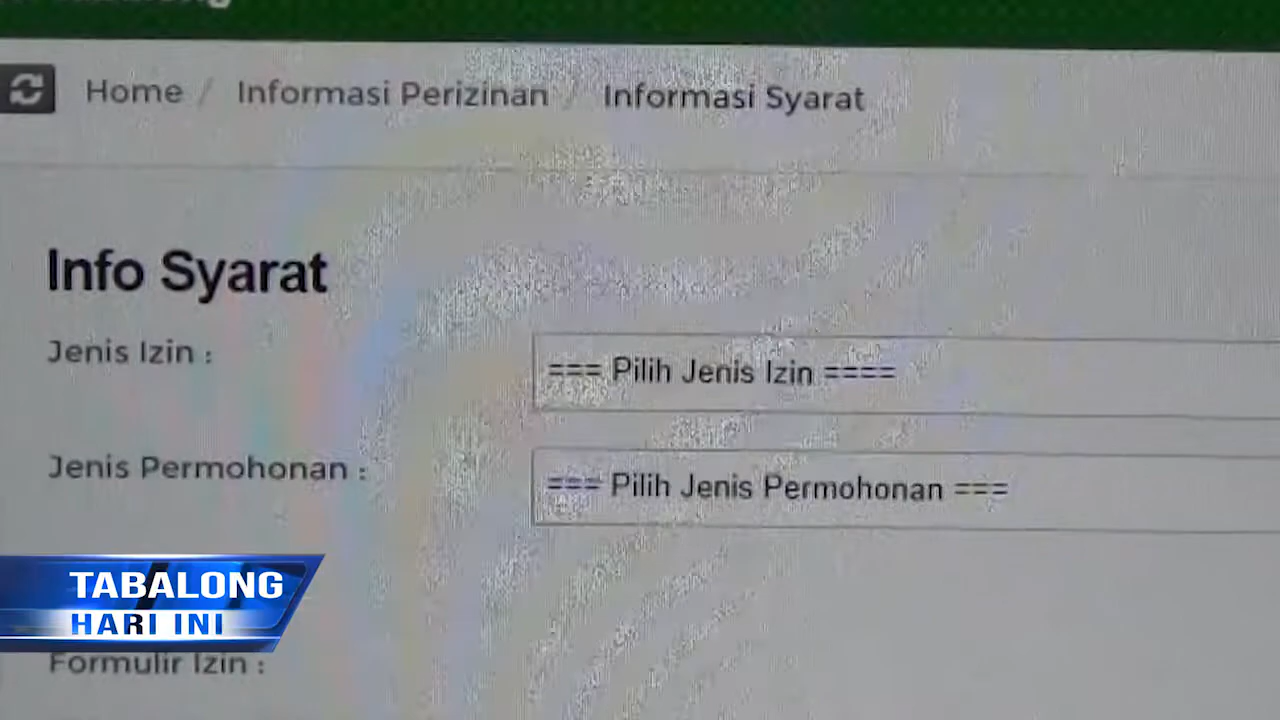 Home / Informasi Perizinan / Informasi Syarat
Info Syarat
Jenis Izin :
=== Pilih Jenis Izin ====
Jenis Permohonan :
=== Pilih Jenis Permohonan ===
TABALONG
HARI INI
Formulir Izin :